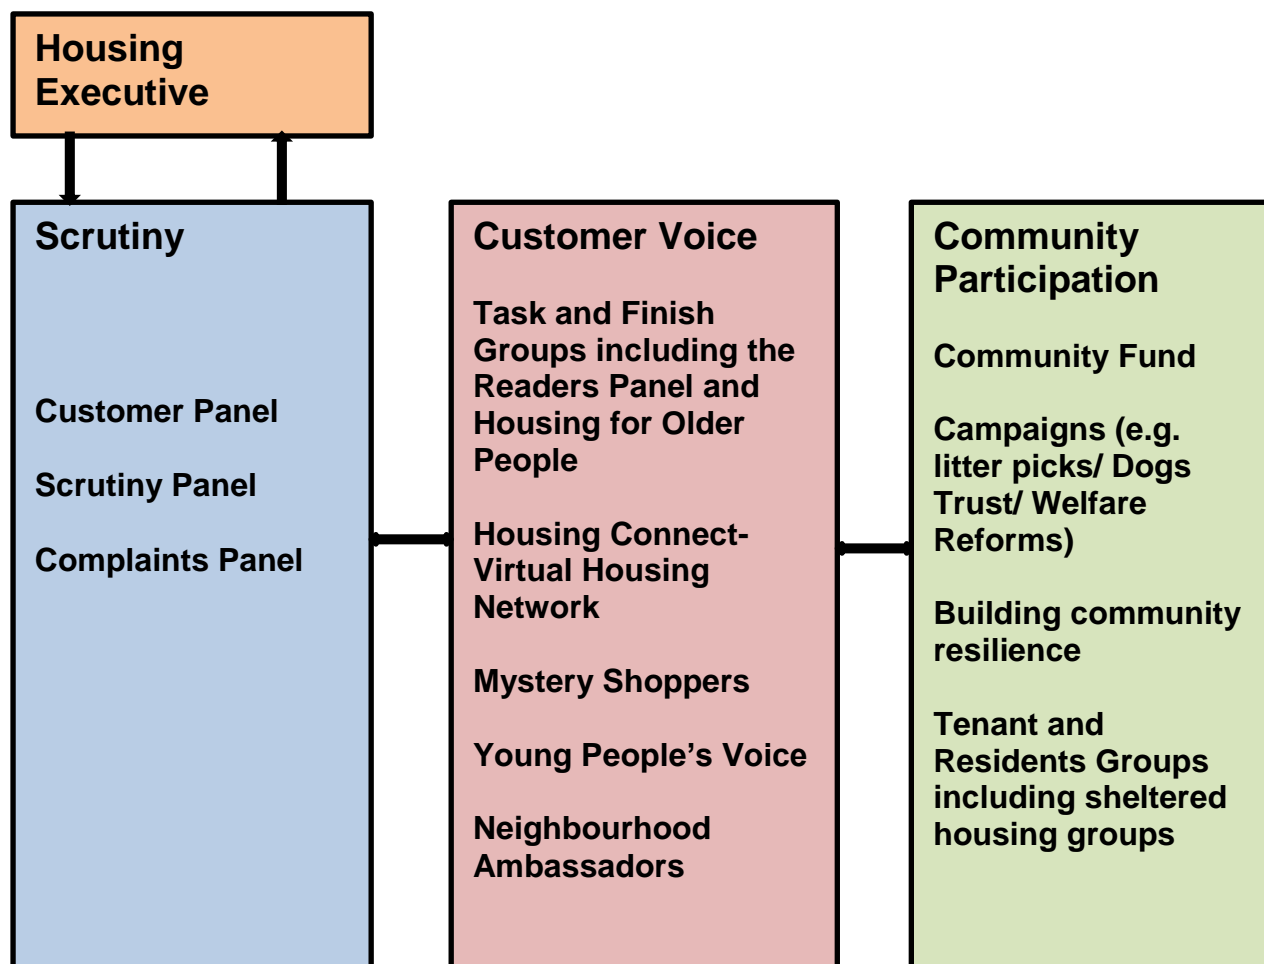 Housing
Executive
Scrutiny
Customer Panel
Scrutiny Panel
Complaints Panel
Customer Voice
Task and Finish
Groups including the
Readers Panel and
Housing for Older
People
Housing Connect-
Virtual Housing
Network
Mystery Shoppers
Young People’s Voice
Neighbourhood
Ambassadors
Community
Participation
Community Fund
Campaigns (e.g.
litter picks/ Dogs
Trust/ Welfare
Reforms)
Building community
resilience
Tenant and
Residents Groups
including sheltered
housing groups